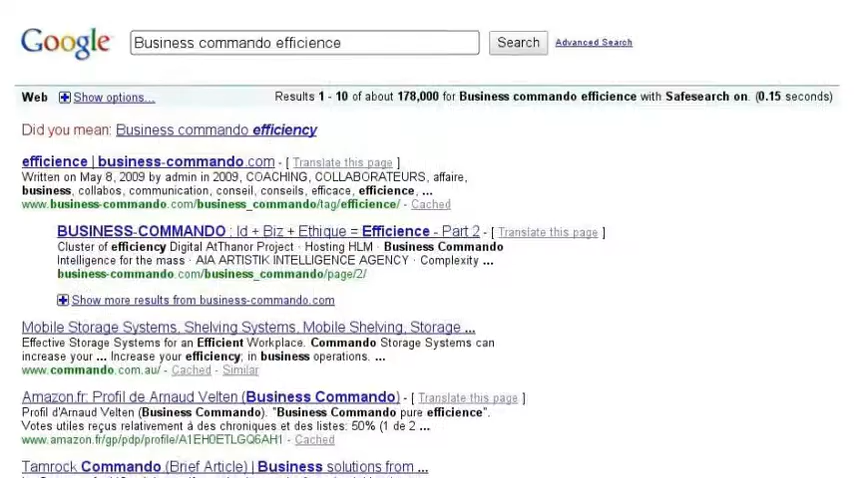 Google Business commando efficience Search Advanced Search
Web Show options... Results 1 - 10 of about 178,000 for Business commando efficience with Safesearch on. (0.15 seconds)
Did you mean: Business commando efficiency
efficience | business-commando.com - [ Translate this page ]
Written on May 8, 2009 by admin in 2009, COACHING, COLLABORATEURS, affaire,
business, collabos, communication, conseil, conseils, efficace, efficience, ...
www.business-commando.com/business_commando/tag/efficience/ - Cached
BUSINESS-COMMANDO : Id + Biz + Ethique = Efficience - Part 2 - [ Translate this page ]
Cluster of efficiency Digital AtThanor Project · Hosting HLM · Business Commando
Intelligence for the mass · AIA ARTISTIK INTELLIGENCE AGENCY · Complexity ...
business-commando.com/business_commando/page/2/
Show more results from business-commando.com
Mobile Storage Systems, Shelving Systems, Mobile Shelving, Storage ...
Effective Storage Systems for an Efficient Workplace. Commando Storage Systems can
increase your ... Increase your efficiency; in business operations. ...
www.commando.com.au/ - Cached - Similar
Amazon.fr: Profil de Arnaud Velten (Business Commando) - [ Translate this page ]
Profil d'Arnaud Velten (Business Commando). "Business Commando pure efficience".
Votes utiles reçus relativement à des chroniques et des listes: 50% (1 de 2 ...
www.amazon.fr/gp/pdp/profile/A1EH0ETLGQ6AH1 - Cached
Tamrock Commando (Brief Article) | Business solutions from ...